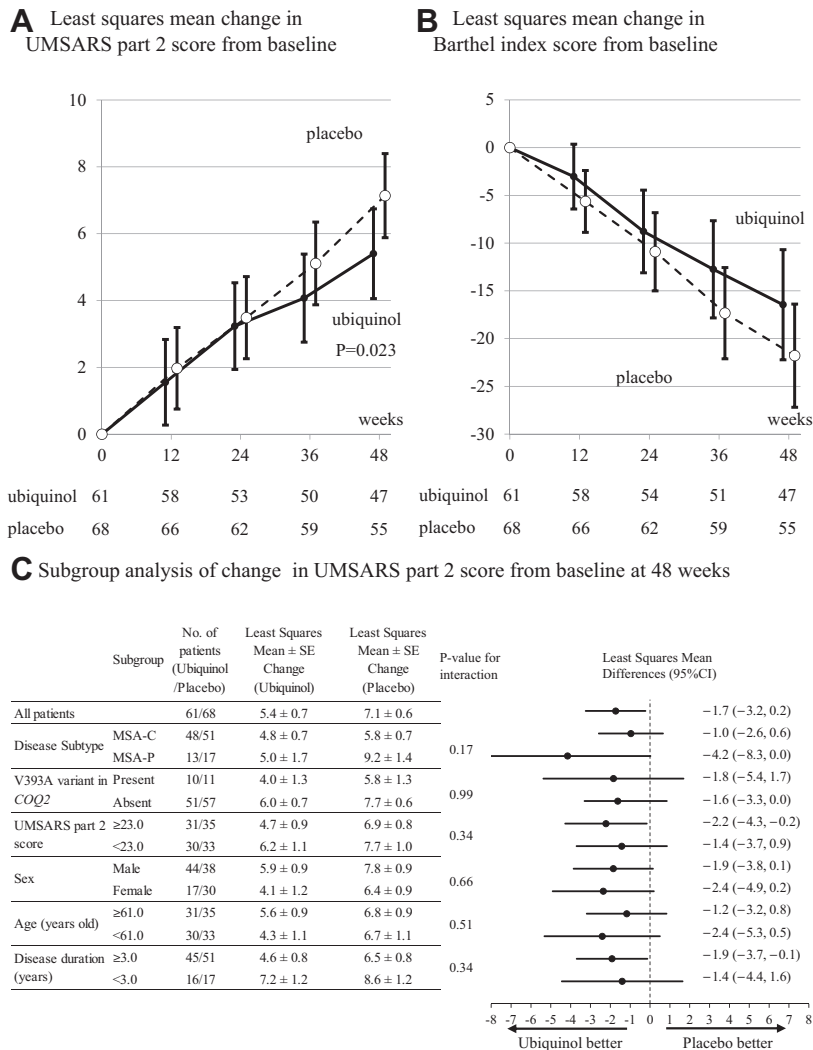 A Least squares mean change in
UMSARS part 2 score from baseline
10
8
6
4
2
0
placebo
ubiquinol
P=0.023
weeks
0 12 24 36 48
ubiquinol 61 58 53 50 47
placebo 68 66 62 59 55
B Least squares mean change in
Barthel index score from baseline
5
0
-5
-10
-15
-20
-25
-30
ubiquinol
placebo
weeks
0 12 24 36 48
ubiquinol 61 58 54 51 47
placebo 68 66 62 59 55
C Subgroup analysis of change in UMSARS part 2 score from baseline at 48 weeks
Subgroup
No. of
patients
(Ubiquinol
/Placebo)
Least Squares
Mean ± SE
Change
(Ubiquinol)
Least Squares
Mean ± SE
Change
(Placebo)
P-value for
interaction
Least Squares Mean
Differences (95%CI)
All patients 61/68 5.4 ± 0.7 7.1 ± 0.6 −1.7 (−3.2, 0.2)
Disease Subtype
MSA-C 48/51 4.8 ± 0.7 5.8 ± 0.7 −1.0 (−2.6, 0.6)
MSA-P 13/17 5.0 ± 1.7 9.2 ± 1.4 −4.2 (−8.3, 0.0)
0.17
V393A variant in
COQ2
Present 10/11 4.0 ± 1.3 5.8 ± 1.3 −1.8 (−5.4, 1.7)
Absent 51/57 6.0 ± 0.7 7.7 ± 0.6 −1.6 (−3.3, 0.0)
0.99
UMSARS part 2
score
≥23.0 31/35 4.7 ± 0.9 6.9 ± 0.8 −2.2 (−4.3, −0.2)
<23.0 30/33 6.2 ± 1.1 7.7 ± 1.0 −1.4 (−3.7, 0.9)
0.34
Sex
Male 44/38 5.9 ± 0.9 7.8 ± 0.9 −1.9 (−3.8, 0.1)
Female 17/30 4.1 ± 1.2 6.4 ± 0.9 −2.4 (−4.9, 0.2)
0.66
Age (years old)
≥61.0 31/35 5.6 ± 0.9 6.8 ± 0.9 −1.2 (−3.2, 0.8)
<61.0 30/33 4.3 ± 1.1 6.7 ± 1.1 −2.4 (−5.3, 0.5)
0.51
Disease duration
(years)
≥3.0 45/51 4.6 ± 0.8 6.5 ± 0.8 −1.9 (−3.7, −0.1)
<3.0 16/17 7.2 ± 1.2 8.6 ± 1.2 −1.4 (−4.4, 1.6)
0.34
-8 -7 -6 -5 -4 -3 -2 -1 0 1 2 3 4 5 6 7 8
Ubiquinol better Placebo better